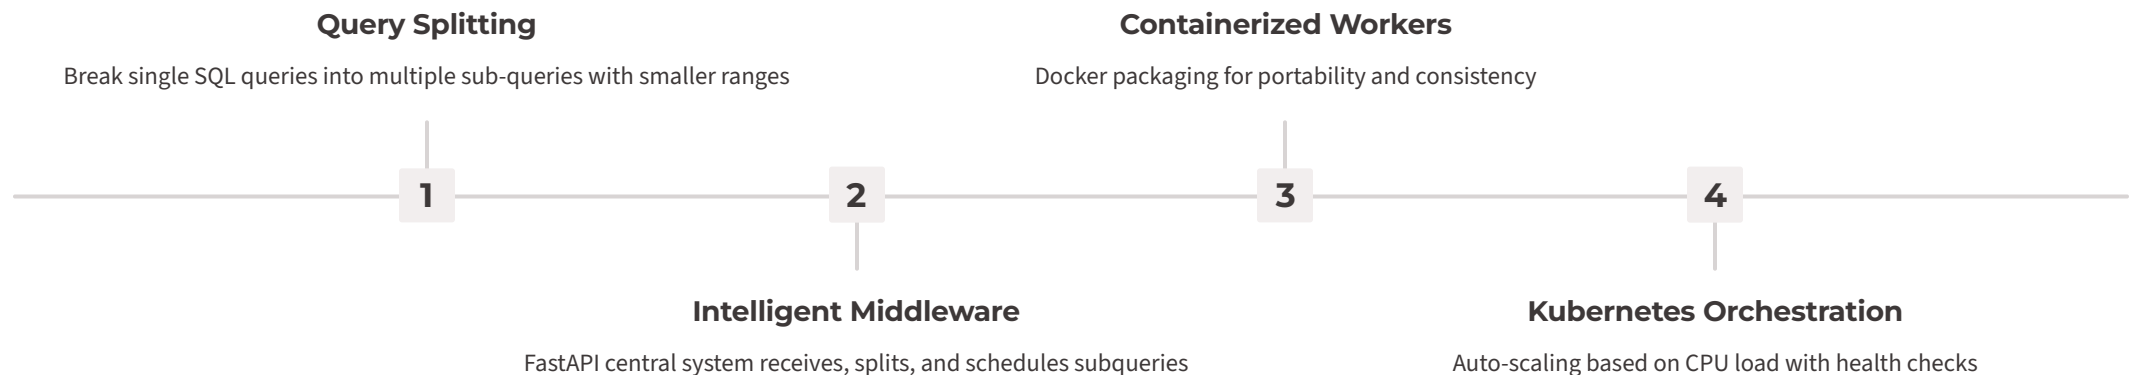 Query Splitting
Break single SQL queries into multiple sub-queries with smaller ranges
1
2
Intelligent Middleware
FastAPI central system receives, splits, and schedules subqueries
Containerized Workers
Docker packaging for portability and consistency
3
4
Kubernetes Orchestration
Auto-scaling based on CPU load with health checks